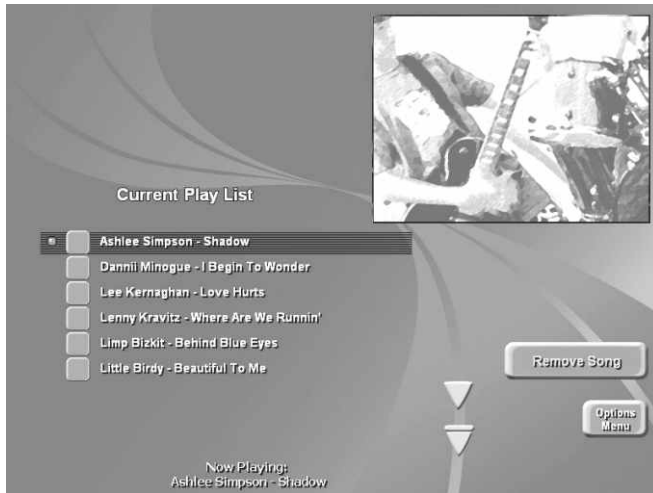 Current Play List
Ashlee Simpson - Shadow
Dannii Minogue - I Begin To Wonder
Lee Kernaghan - Love Hurts
Lenny Kravitz - Where Are We Runnin'
Limp Bizkit - Behind Blue Eyes
Little Birdy - Beautiful To Me
Remove Song
Options
Menu
Now Playing:
Ashlee Simpson - Shadow